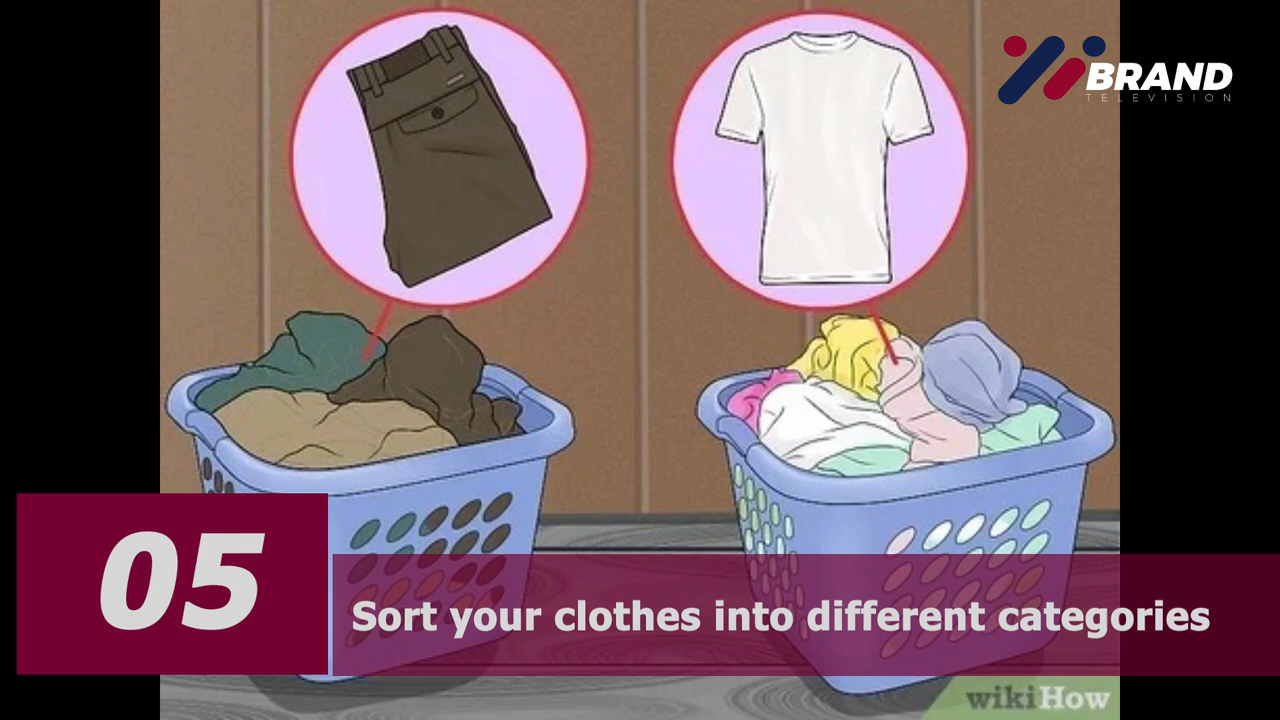 BRAND
TELEVISION
05
Sort your clothes into different categories
wikiHow